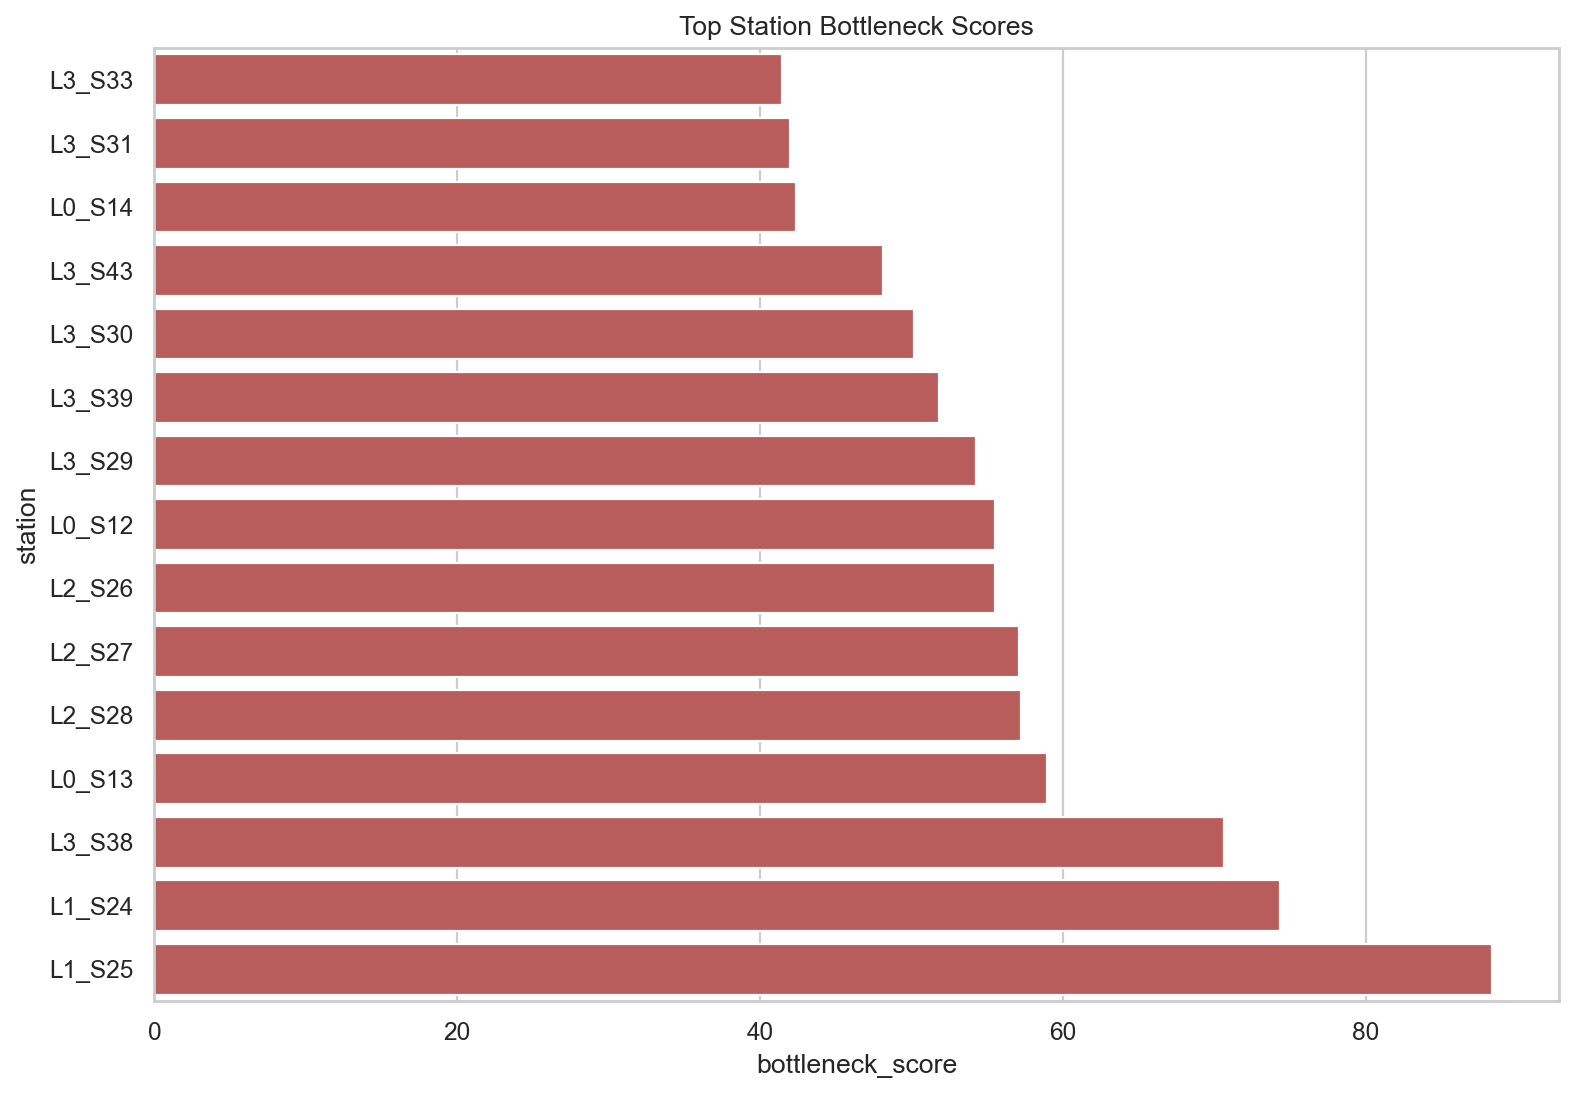 Top Station Bottleneck Scores
station
L3_S33
L3_S31
L0_S14
L3_S43
L3_S30
L3_S39
L3_S29
L0_S12
L2_S26
L2_S27
L2_S28
L0_S13
L3_S38
L1_S24
L1_S25
0 20 40 60 80
bottleneck_score